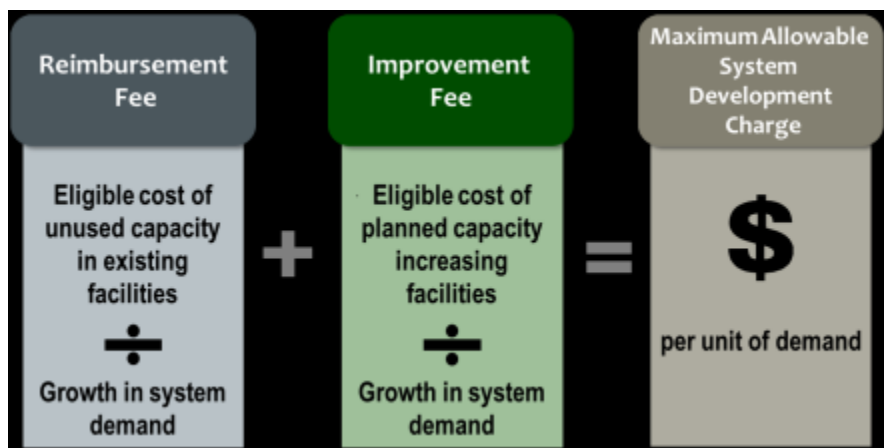 Reimbursement
Fee
Eligible cost of
unused capacity
in existing
facilities
÷
Growth in system
demand
+
Improvement
Fee
Eligible cost of
planned capacity
increasing
facilities
÷
Growth in system
demand
=
Maximum Allowable
System
Development
Charge
$
per unit of demand